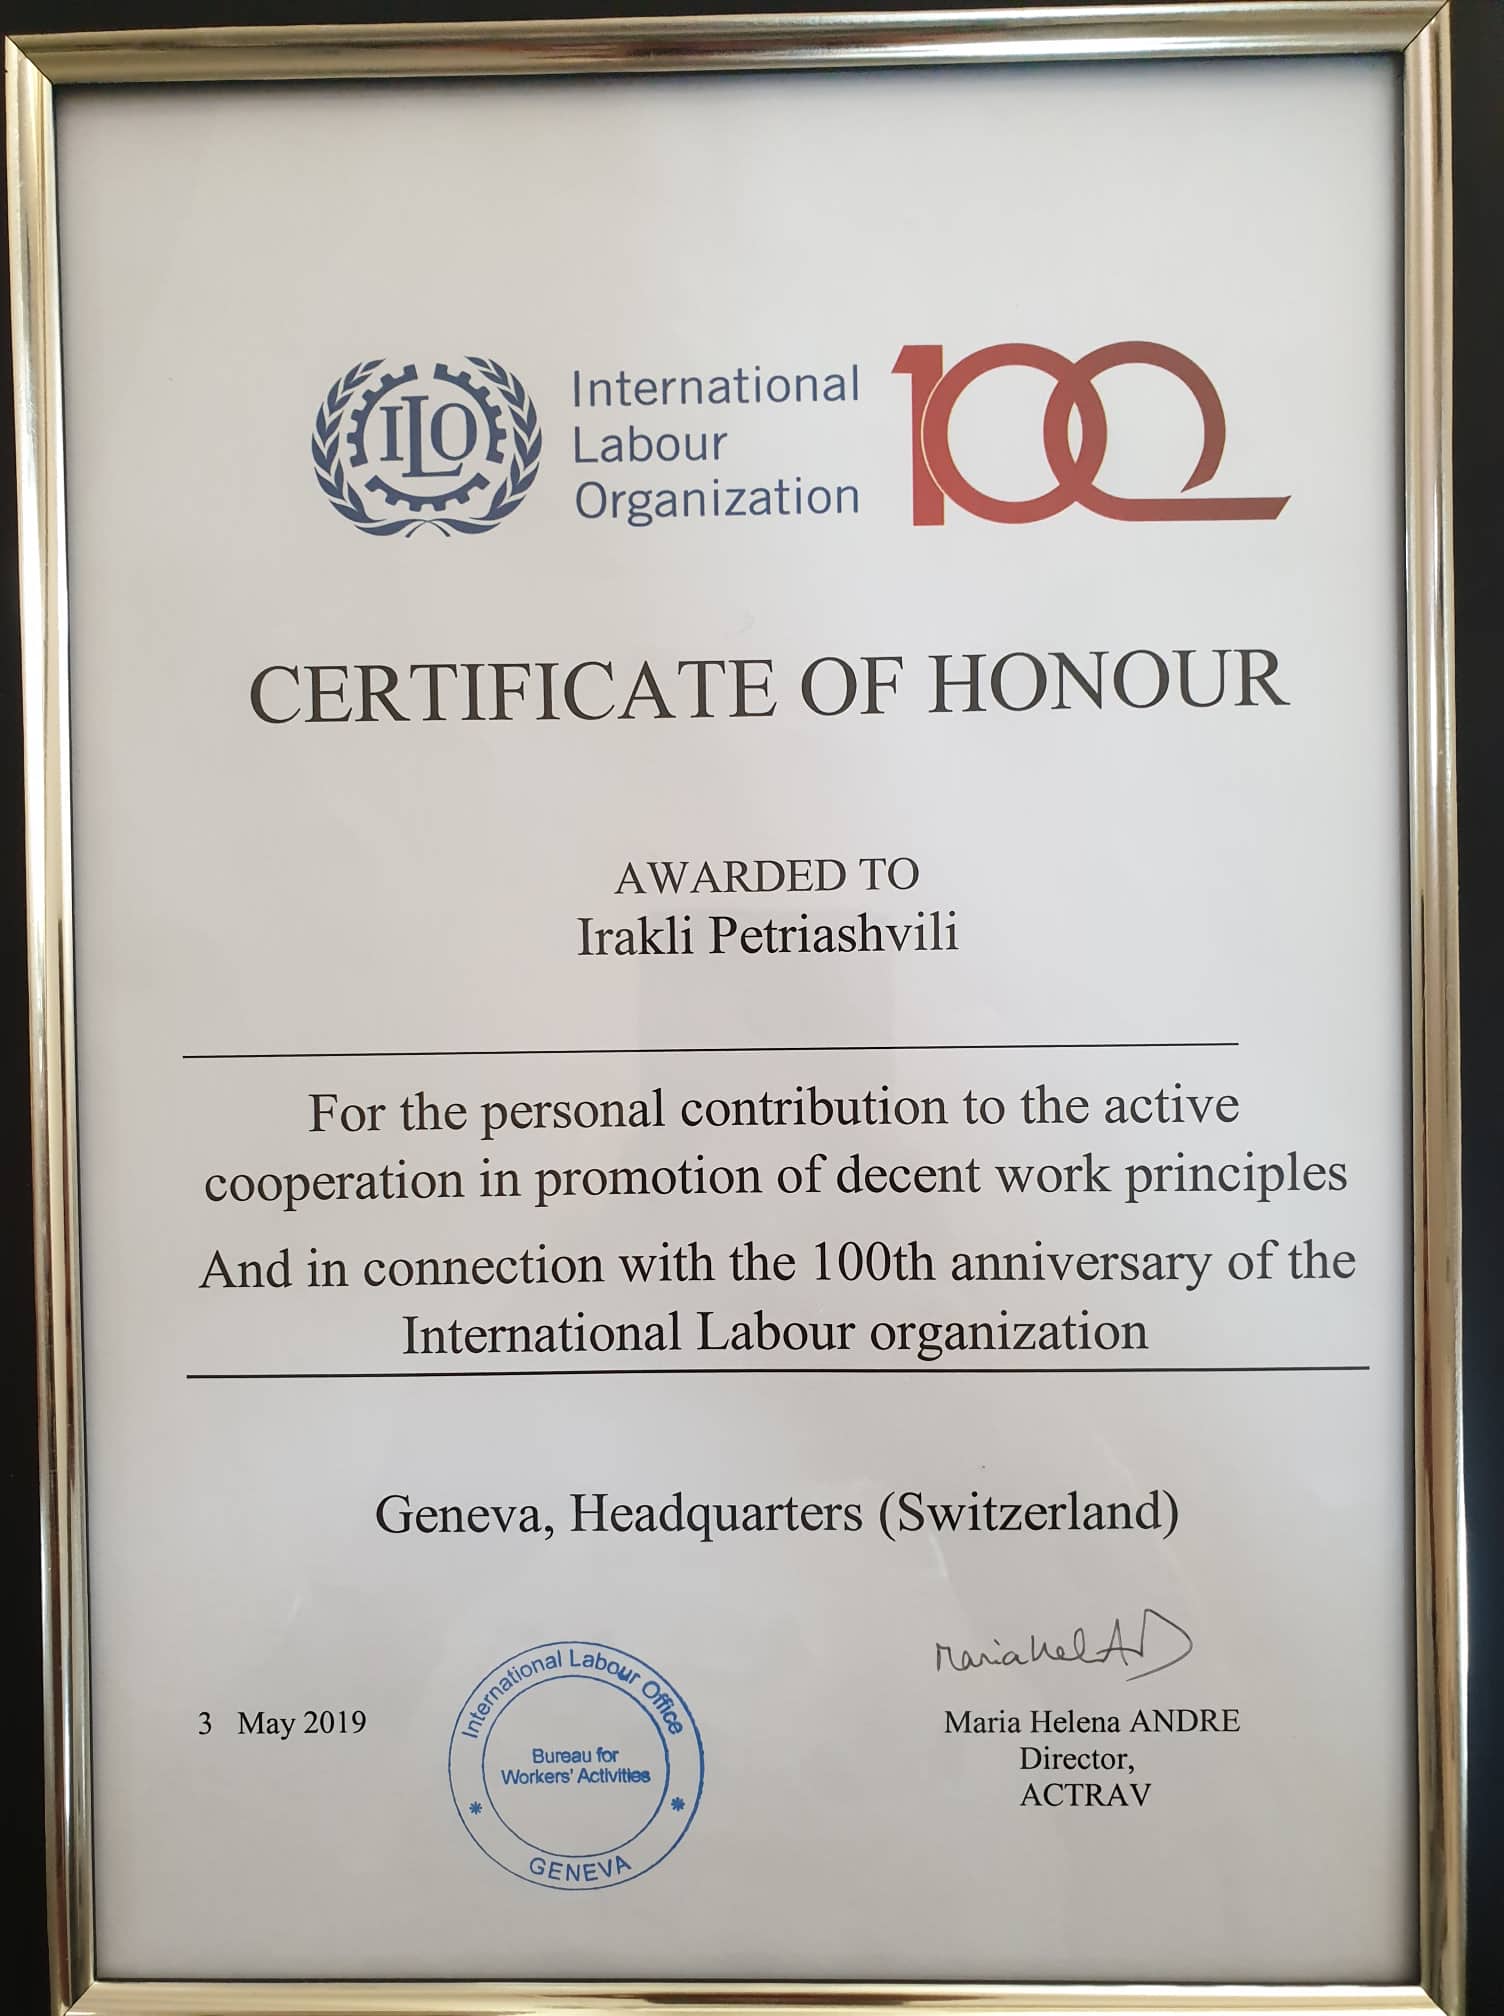 ILO
International
Labour
Organization
100
CERTIFICATE OF HONOUR
AWARDED TO
Irakli Petriashvili
For the personal contribution to the active
cooperation in promotion of decent work principles
And in connection with the 100th anniversary of the
International Labour organization
Geneva, Headquarters (Switzerland)
3 May 2019
International Labour Office
Bureau for
Workers' Activities
GENEVA
Maria Helena ANDRE
Director,
ACTRAV